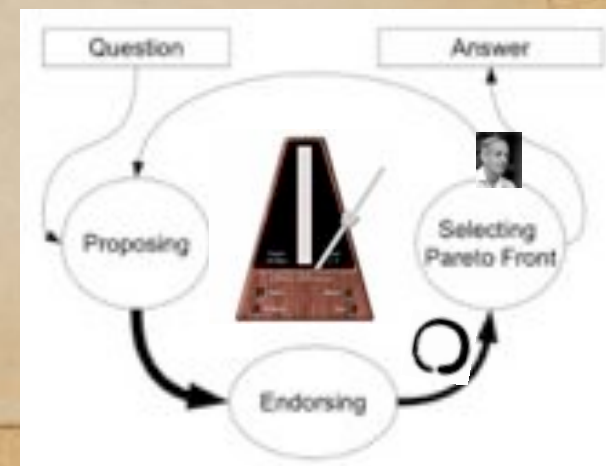 Question
Answer
Proposing
Selecting
Pareto Front
Endorsing